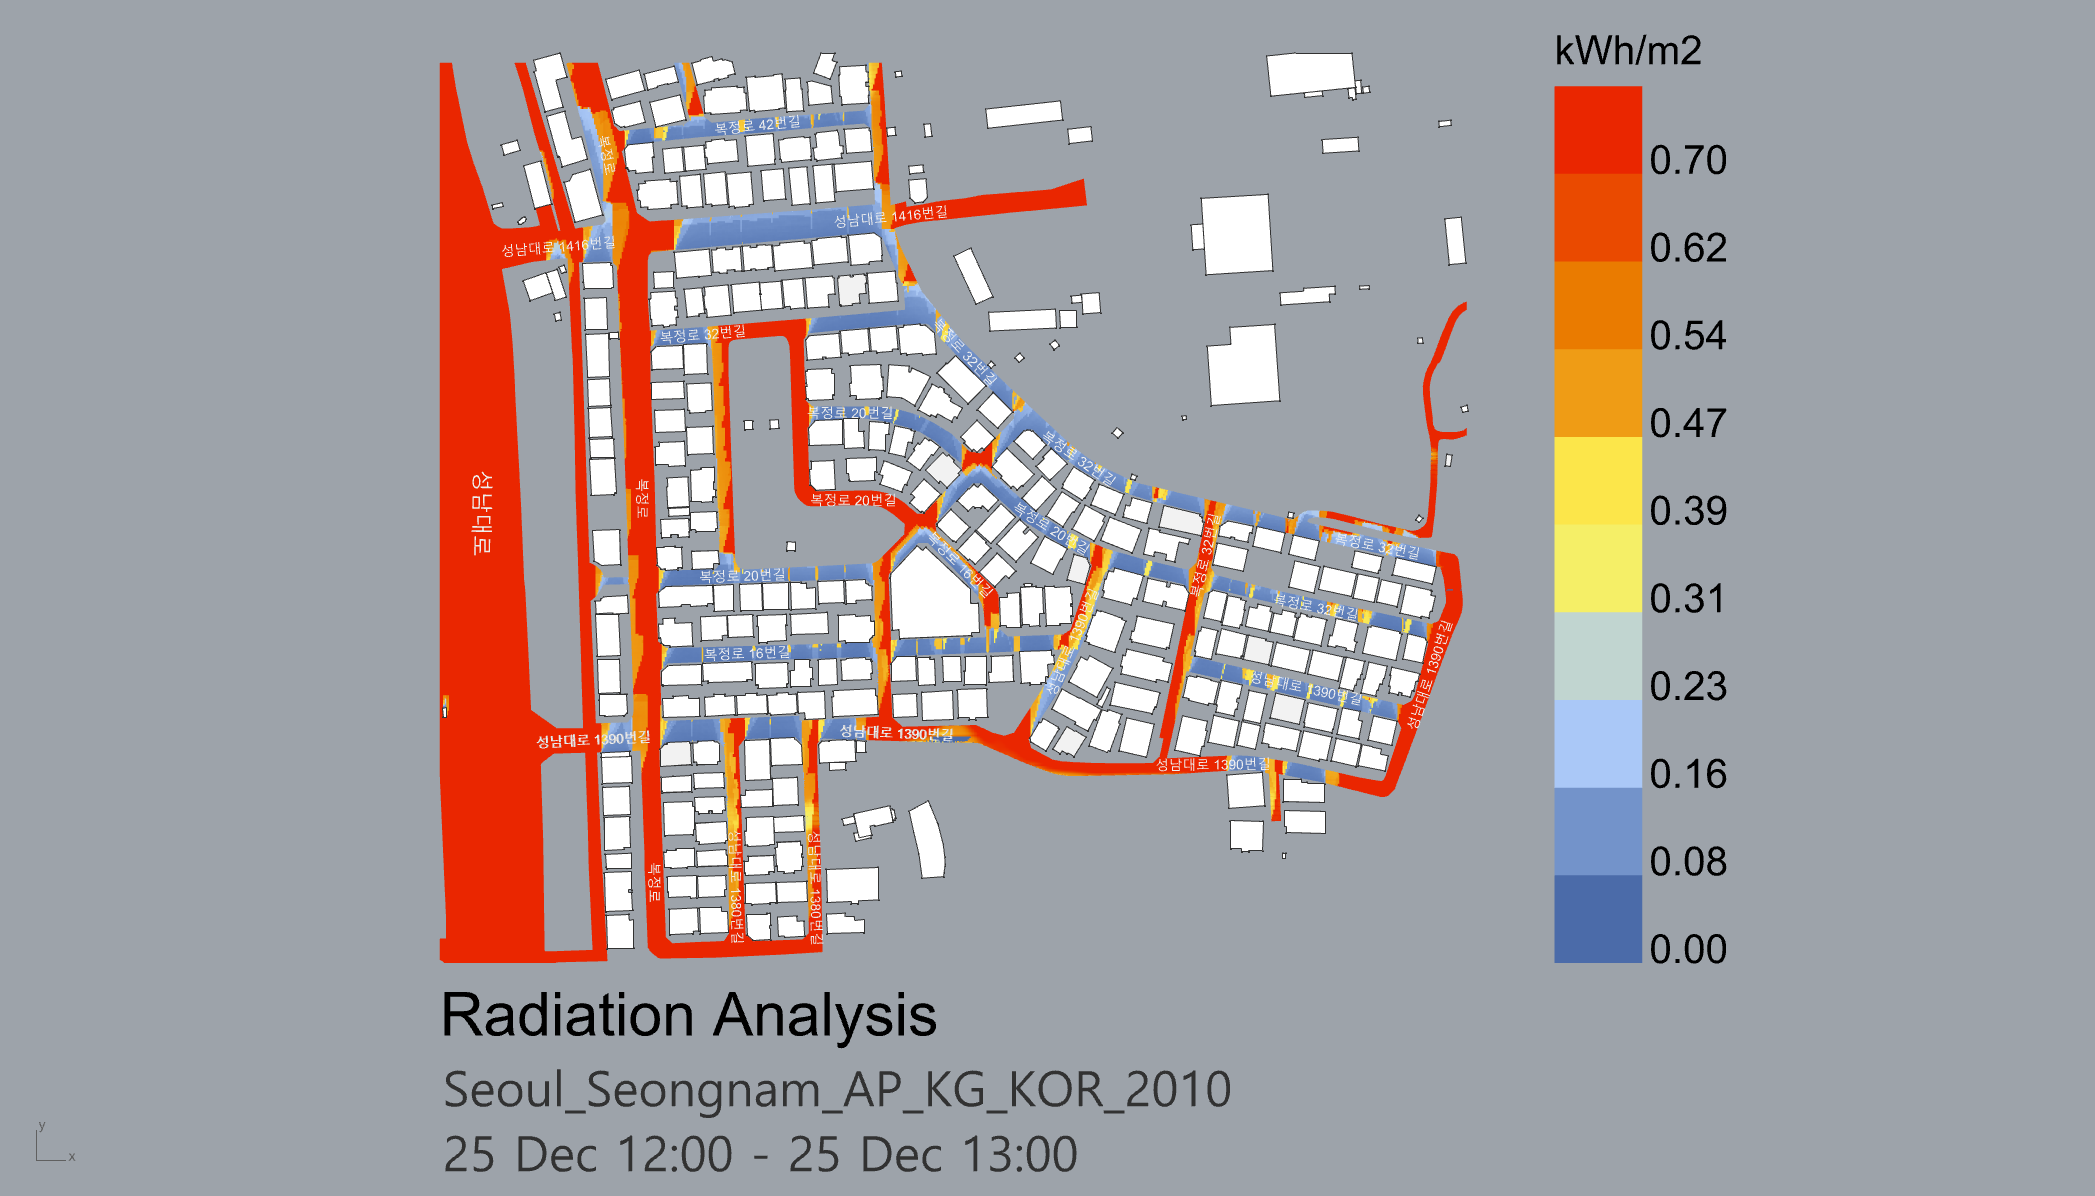 kWh/m2
0.70
0.62
0.54
0.47
0.39
0.31
0.23
0.16
0.08
0.00
복정로 42번길
복정로
성남대로 1416번길
성남대로 1416번길
복정로 32번길
복정로 32번길
복정로 20번길
복정로 32번길
성남대로
복정로
복정로 20번길
복정로 20번길
복정로 32번길
복정로 32번길
복정로 16번길
복정로 20번길
복정로 32번길
성남대로 1390번길
복정로 16번길
성남대로 1390번길
성남대로 1390번길
성남대로 1390번길
성남대로 1390번길
성남대로 1390번길
복정로
성남대로 1380번길
성남대로 1380번길
Radiation Analysis
Seoul_Seongnam_AP_KG_KOR_2010
25 Dec 12:00 - 25 Dec 13:00
y
x